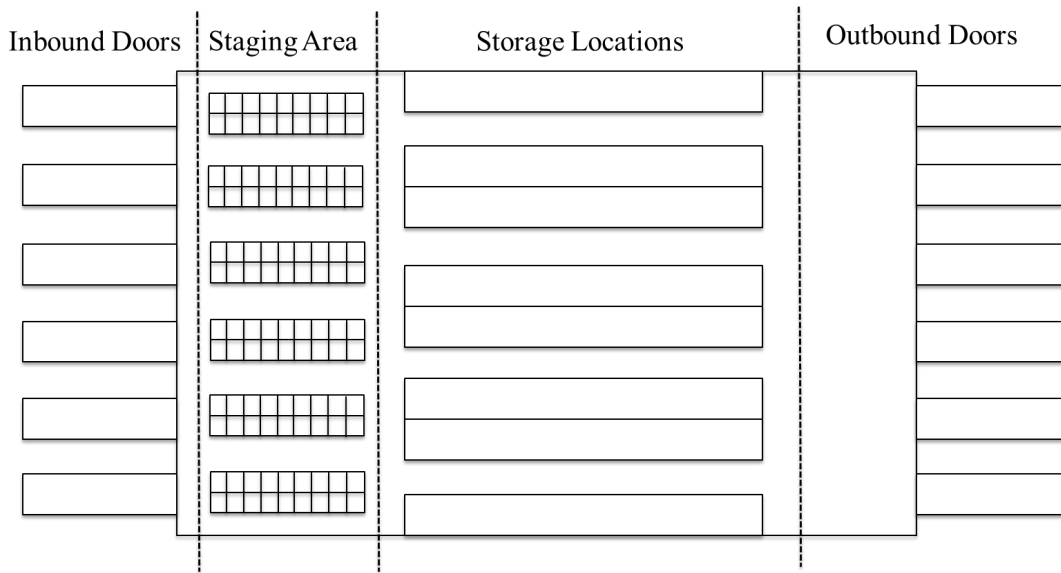 Inbound Doors
Staging Area
Storage Locations
Outbound Doors